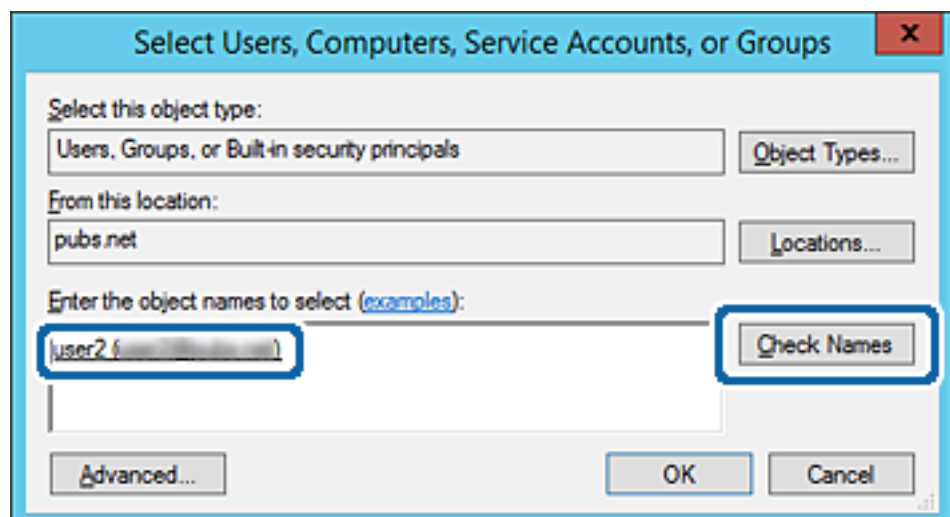 Select Users, Computers, Service Accounts, or Groups
x
Select this object type:
Users, Groups, or Built-in security principals
Object Types...
From this location:
pubs.net
Locations...
Enter the object names to select (examples):
user2 (
)
Check Names
Advanced...
OK
Cancel